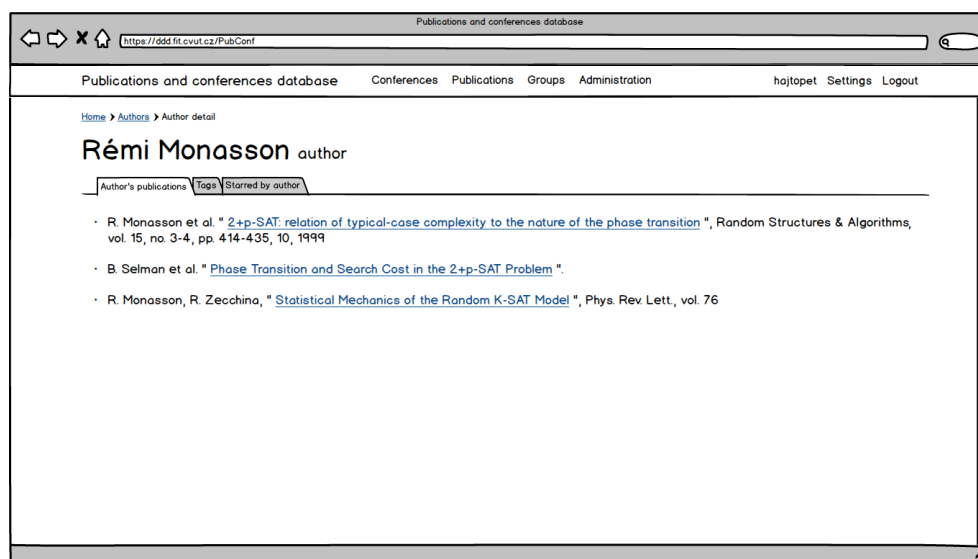 Publications and conferences database
https://ddd.fit.cvut.cz/PubConf
Publications and conferences database Conferences Publications Groups Administration hajtopet Settings Logout
Home > Authors > Author detail
Rémi Monasson author
Author's publications Tags Starred by author
• R. Monasson et al. " 2+p-SAT: relation of typical-case complexity to the nature of the phase transition ", Random Structures & Algorithms,
vol. 15, no. 3-4, pp. 414-435, 10, 1999
• B. Selman et al. " Phase Transition and Search Cost in the 2+p-SAT Problem ".
• R. Monasson, R. Zecchina, " Statistical Mechanics of the Random K-SAT Model ", Phys. Rev. Lett., vol. 76